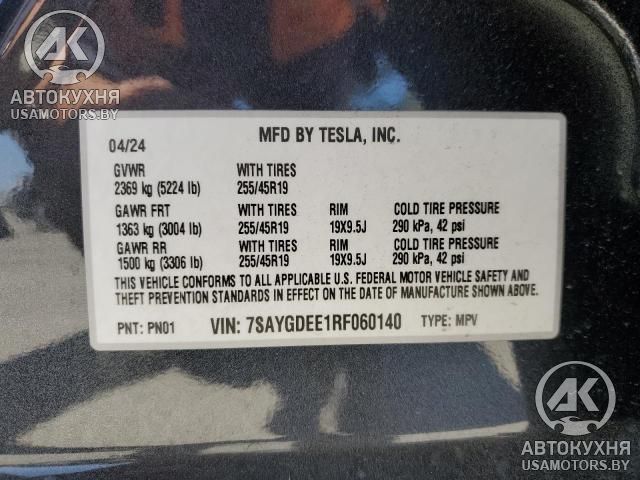 AK
АВТОКУХНЯ
USAMOTORS.BY
04/24 MFD BY TESLA, INC.
GVWR WITH TIRES
2369 kg (5224 lb) 255/45R19
GAWR FRT WITH TIRES RIM COLD TIRE PRESSURE
1363 kg (3004 lb) 255/45R19 19X9.5J 290 kPa, 42 psi
GAWR RR WITH TIRES RIM COLD TIRE PRESSURE
1500 kg (3306 lb) 255/45R19 19X9.5J 290 kPa, 42 psi
THIS VEHICLE CONFORMS TO ALL APPLICABLE U.S. FEDERAL MOTOR VEHICLE SAFETY AND
THEFT PREVENTION STANDARDS IN EFFECT ON THE DATE OF MANUFACTURE SHOWN ABOVE.
PNT: PN01 VIN: 7SAYGDEE1RF060140 TYPE: MPV
AK
АВТОКУХНЯ
USAMOTORS.BY